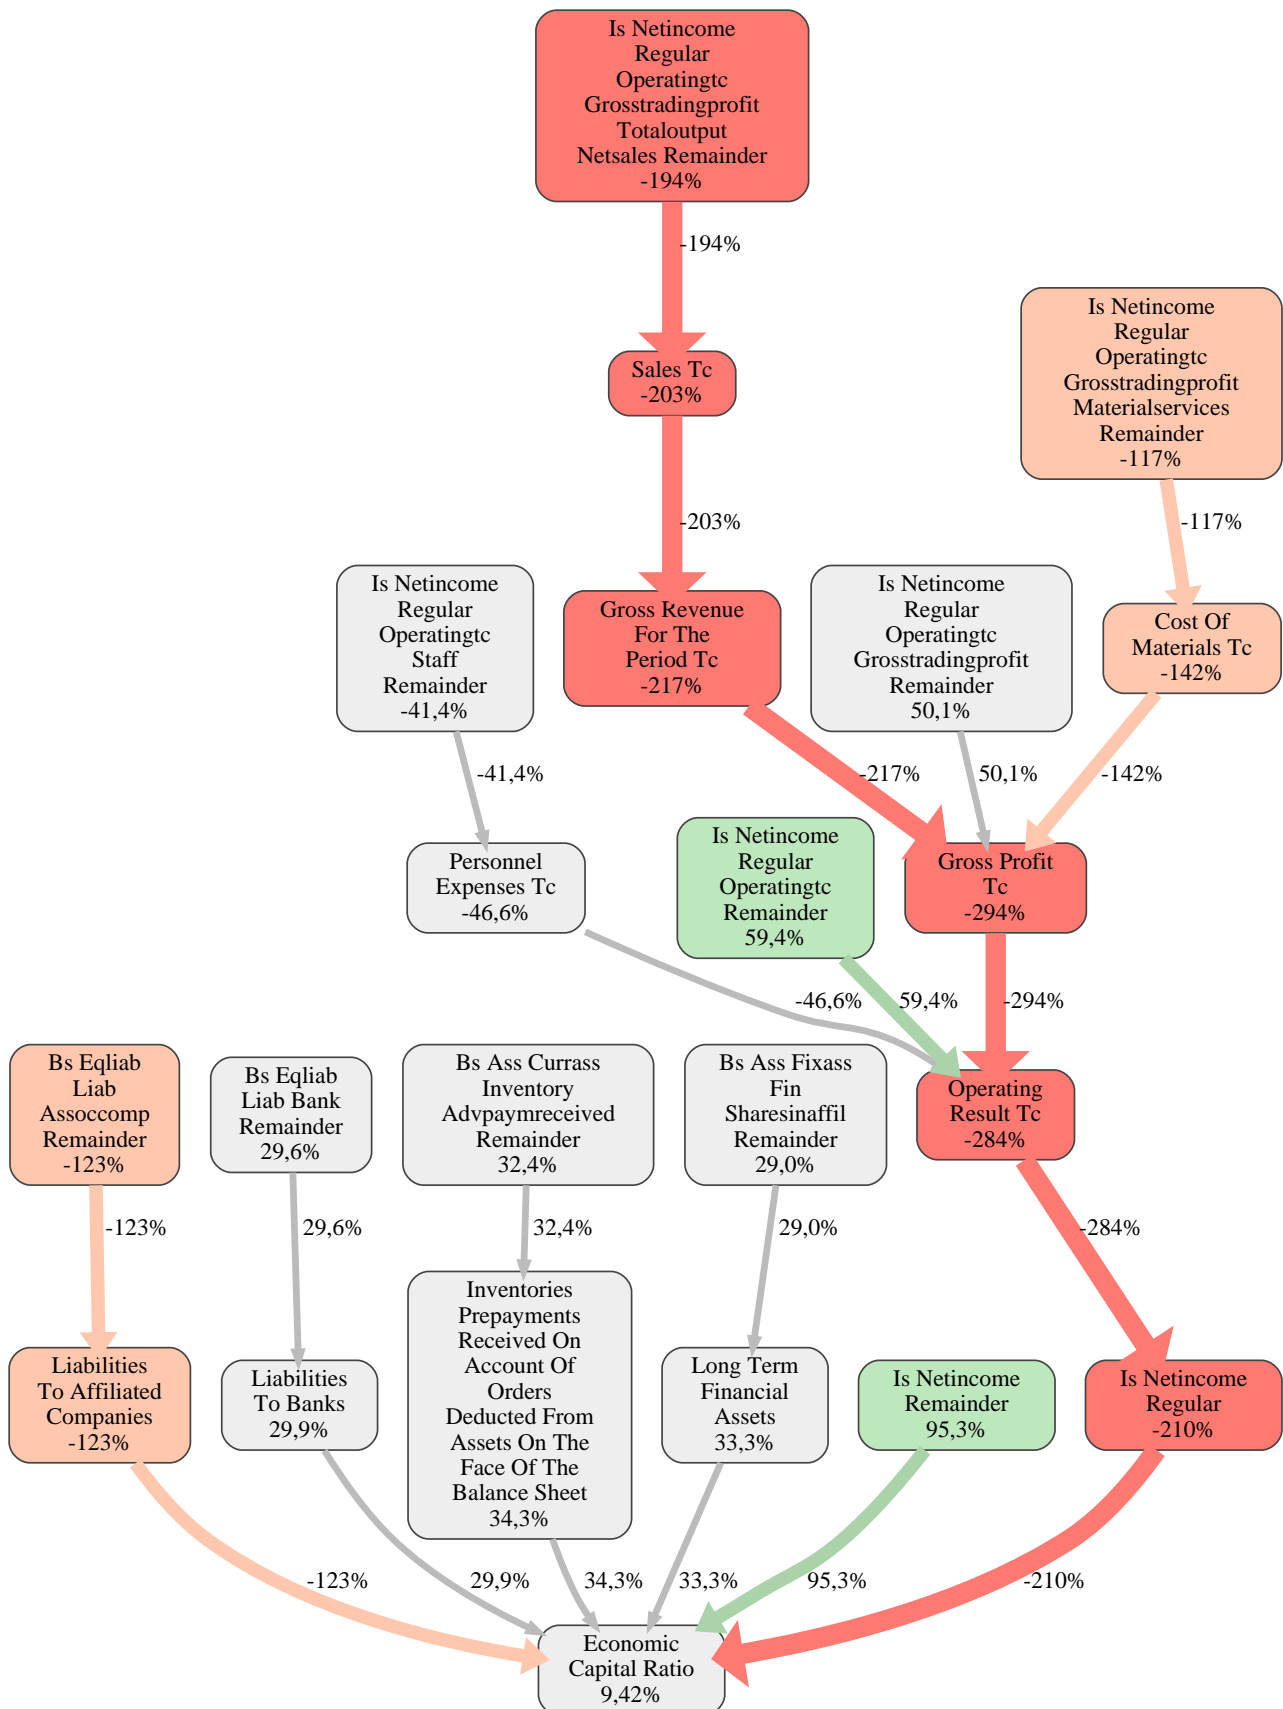 Is Netincome
Regular
Operatingtc
Grosstradingprofit
Totaloutput
Netsales Remainder
-194%
-194%
Sales Tc
-203%
Is Netincome
Regular
Operatingtc
Grosstradingprofit
Materialservices
Remainder
-117%
-203%
-117%
Is Netincome
Regular
Operatingtc
Staff
Remainder
-41,4%
Gross Revenue
For The
Period Tc
-217%
Is Netincome
Regular
Operatingtc
Grosstradingprofit
Remainder
50,1%
Cost Of
Materials Tc
-142%
-41,4%
-217%
50,1%
-142%
Personnel
Expenses Tc
-46,6%
Is Netincome
Regular
Operatingtc
Remainder
59,4%
Gross Profit
Tc
-294%
-46,6%
59,4%
-294%
Bs Eqliab
Liab
Assoccomp
Remainder
-123%
Bs Eqliab
Liab Bank
Remainder
29,6%
Bs Ass Currass
Inventory
Advpaymreceived
Remainder
32,4%
Bs Ass Fixass
Fin
Sharesinaffil
Remainder
29,0%
Operating
Result Tc
-284%
-123%
29,6%
32,4%
29,0%
-284%
Liabilities
To Affiliated
Companies
-123%
Liabilities
To Banks
29,9%
Inventories
Prepayments
Received On
Account Of
Orders
Deducted From
Assets On The
Face Of The
Balance Sheet
34,3%
Long Term
Financial
Assets
33,3%
Is Netincome
Remainder
95,3%
Is Netincome
Regular
-210%
-123%
29,9%
34,3%
33,3%
95,3%
-210%
Economic
Capital Ratio
9,42%